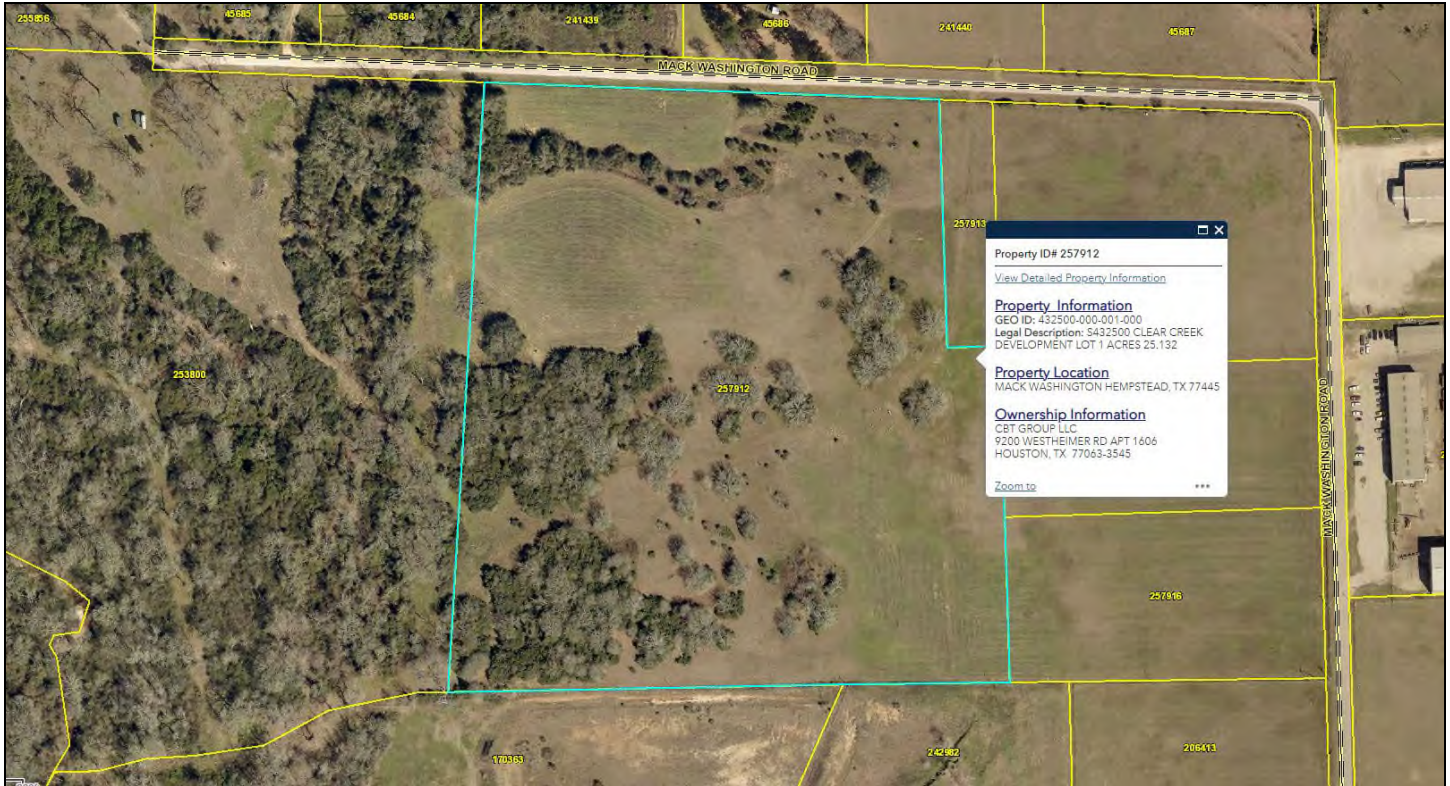 255856
45685
45684
241439
45686
241440
45687
MACK WASHINGTON ROAD
257913
Property ID# 257912
View Detailed Property Information
Property Information
GEO ID: 432500-000-001-000
Legal Description: S432500 CLEAR CREEK
DEVELOPMENT LOT 1 ACRES 25.132
Property Location
MACK WASHINGTON HEMPSTEAD, TX 77445
Ownership Information
CBT GROUP LLC
9200 WESTHEIMER RD APT 1606
HOUSTON, TX 77063-3545
Zoom to
253800
257912
MACK WASHINGTON ROAD
257916
170363
242982
206413